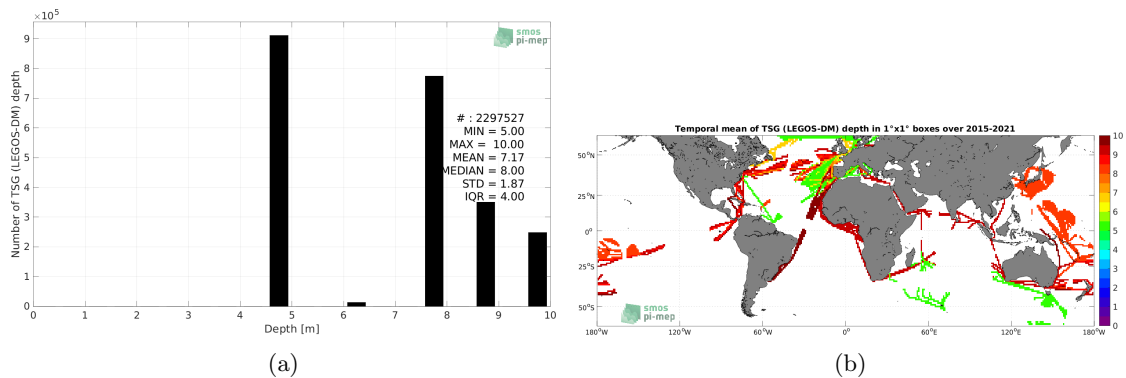 ×10⁵
9
8
7
6
5
4
3
2
1
0
Number of TSG (LEGOS-DM) depth
0 1 2 3 4 5 6 7 8 9 10
Depth [m]
smos
pi-mep
# : 2297527
MIN = 5.00
MAX = 10.00
MEAN = 7.17
MEDIAN = 8.00
STD = 1.87
IQR = 4.00
(a)
Temporal mean of TSG (LEGOS-DM) depth in 1°x1° boxes over 2015-2021
50°N
25°N
0°
25°S
50°S
180°W 120°W 60°W 0° 60°E 120°E 180°E
smos
pi-mep
10
9
8
7
6
5
4
3
2
1
0
(b)